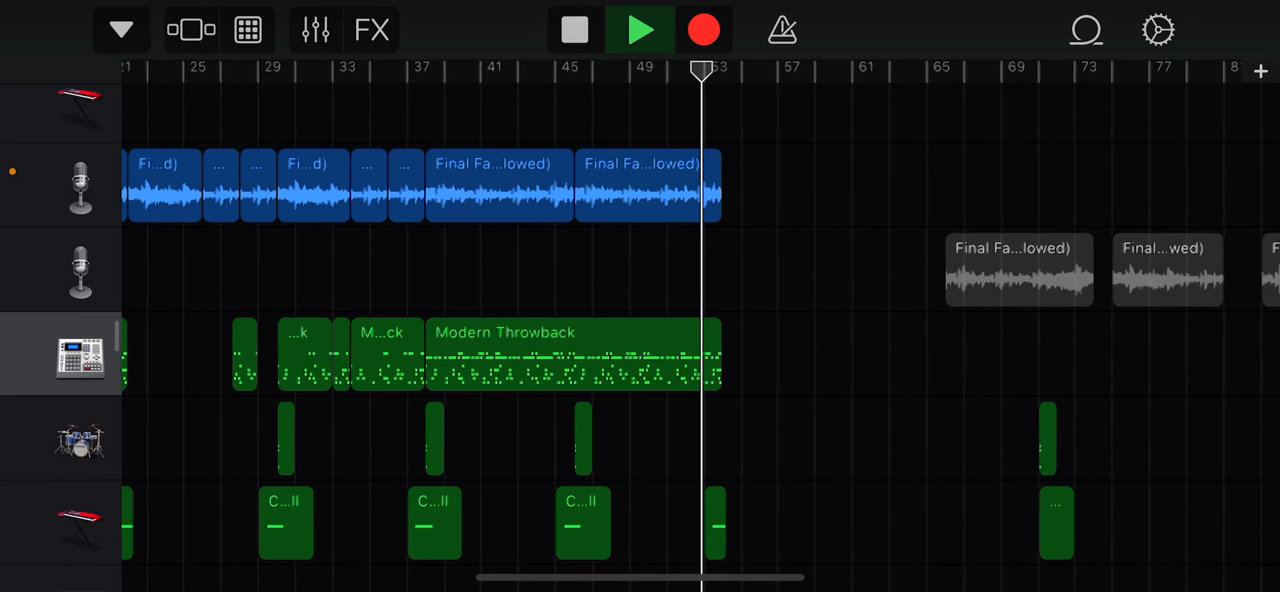 FX
21 25 29 33 37 41 45 49 53 57 61 65 69 73 77 8
Fi...d) ... ... Fi...d) ... ... Final Fa...lowed) Final Fa...lowed)
Final Fa...lowed) Final...wed) F
...k M...ck Modern Throwback
C...ll C...ll C...ll ...